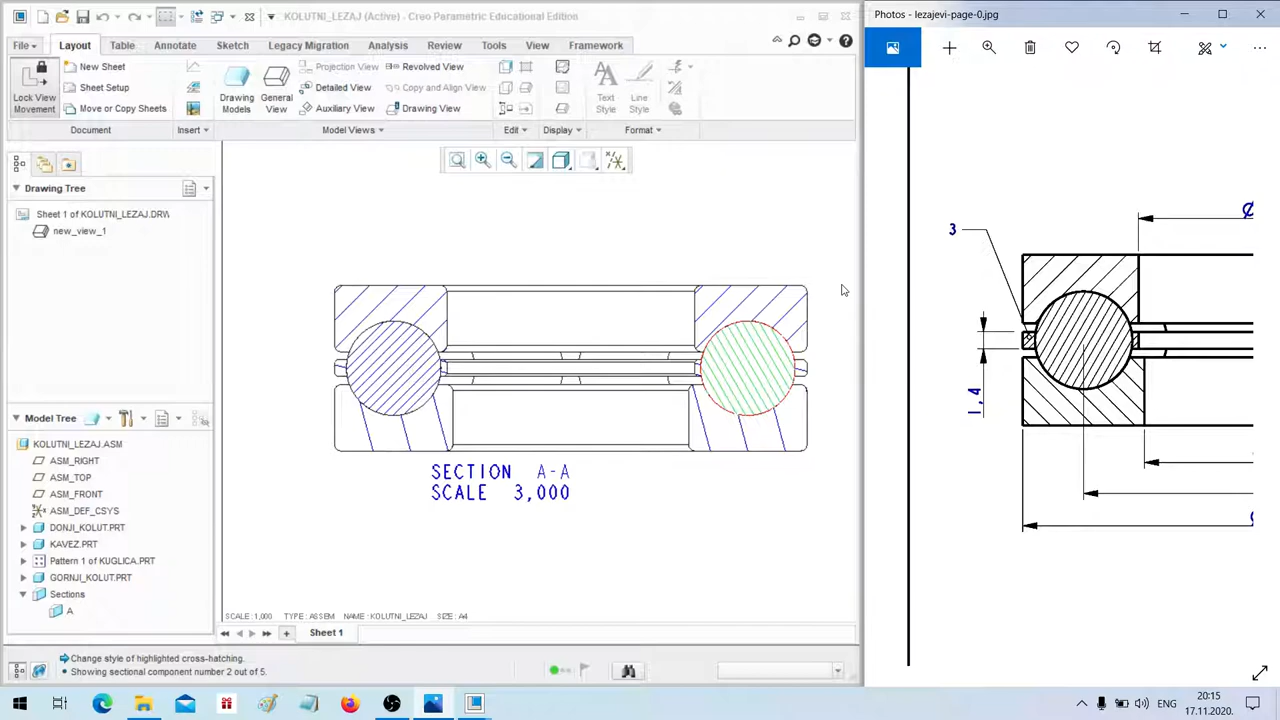 KOLUTNI_LEZAJ (Active) - Creo Parametric Educational Edition
File
Layout
Table
Annotate
Sketch
Legacy Migration
Analysis
Review
Tools
View
Framework
Lock View Movement
New Sheet
Sheet Setup
Move or Copy Sheets
Document
Insert
Drawing Models
General View
Projection View
Detailed View
Auxiliary View
Revolved View
Copy and Align View
Drawing View
Model Views
Edit
Display
Text Style
Line Style
Format
Drawing Tree
Sheet 1 of KOLUTNI_LEZAJ.DRW
new_view_1
Model Tree
KOLUTNI_LEZAJ.ASM
ASM_RIGHT
ASM_TOP
ASM_FRONT
ASM_DEF_CSYS
DONJI_KOLUT.PRT
KAVEZ.PRT
Pattern 1 of KUGLICA.PRT
GORNJI_KOLUT.PRT
Sections
A
SECTION A-A
SCALE 3,000
SCALE : 1,000 TYPE : ASSEM NAME : KOLUTNI_LEZAJ SIZE : A4
Sheet 1
Change style of highlighted cross-hatching.
Showing sectional component number 2 out of 5.
Photos - lezajevi-page-0.jpg
Ø
3
1,4
ENG
20:15
17.11.2020.